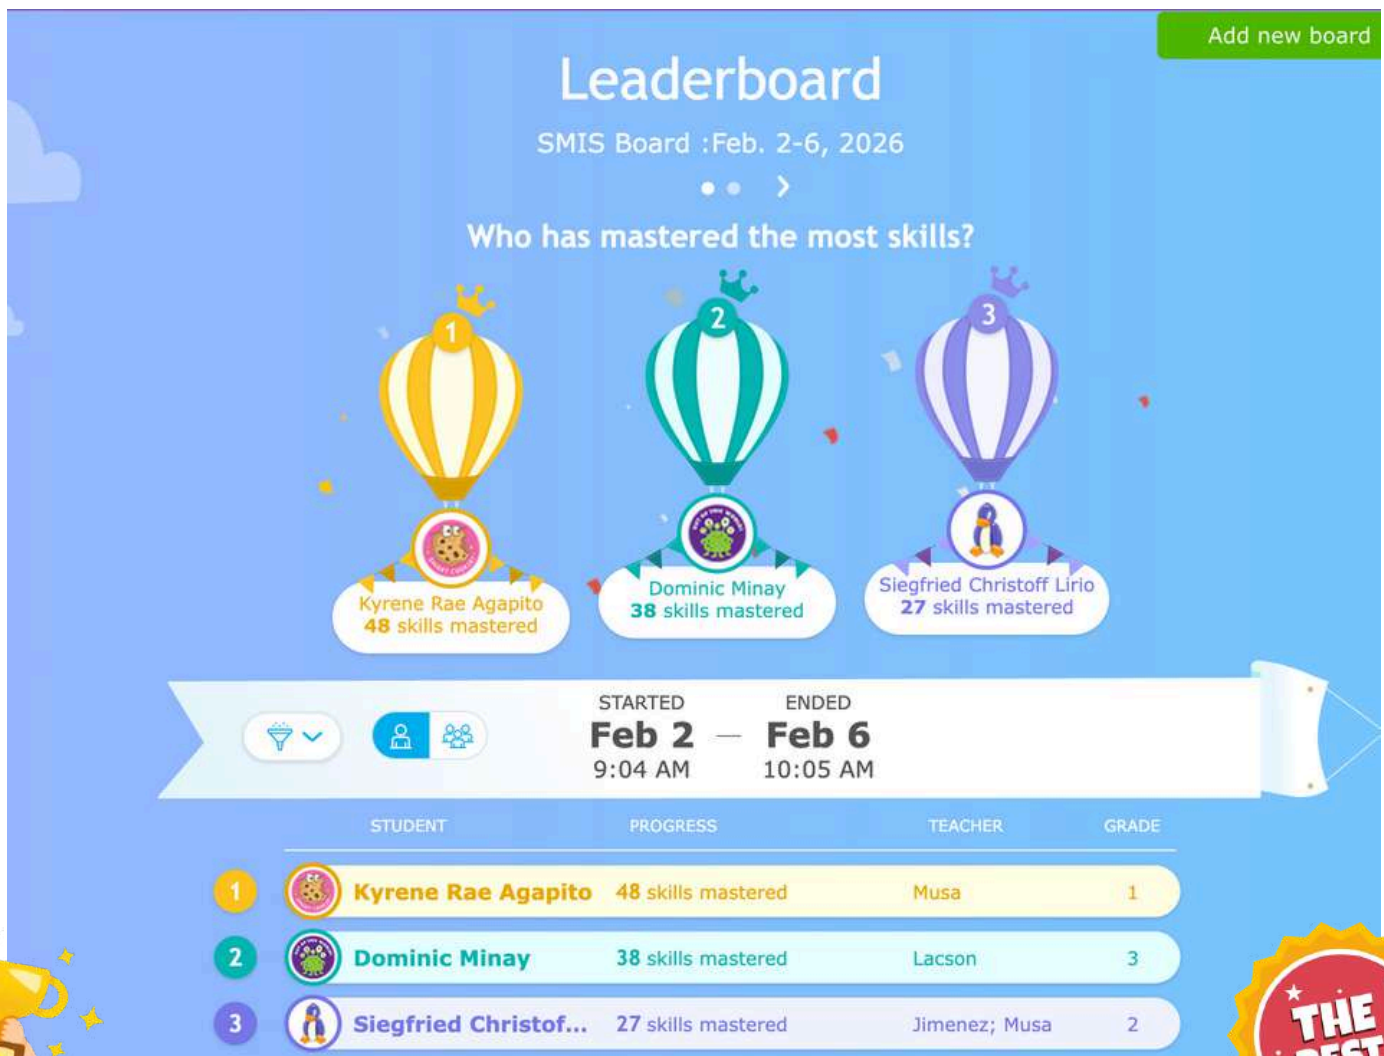 Add new board
Leaderboard
SMIS Board :Feb. 2-6, 2026
Who has mastered the most skills?
1
2
3
Kyrene Rae Agapito
48 skills mastered
Dominic Minay
38 skills mastered
Siegfried Christoff Lirio
27 skills mastered
STARTED
Feb 2
9:04 AM
—
ENDED
Feb 6
10:05 AM
STUDENT PROGRESS TEACHER GRADE
1 Kyrene Rae Agapito 48 skills mastered Musa 1
2 Dominic Minay 38 skills mastered Lacson 3
3 Siegfried Christof... 27 skills mastered Jimenez; Musa 2
THE
BEST